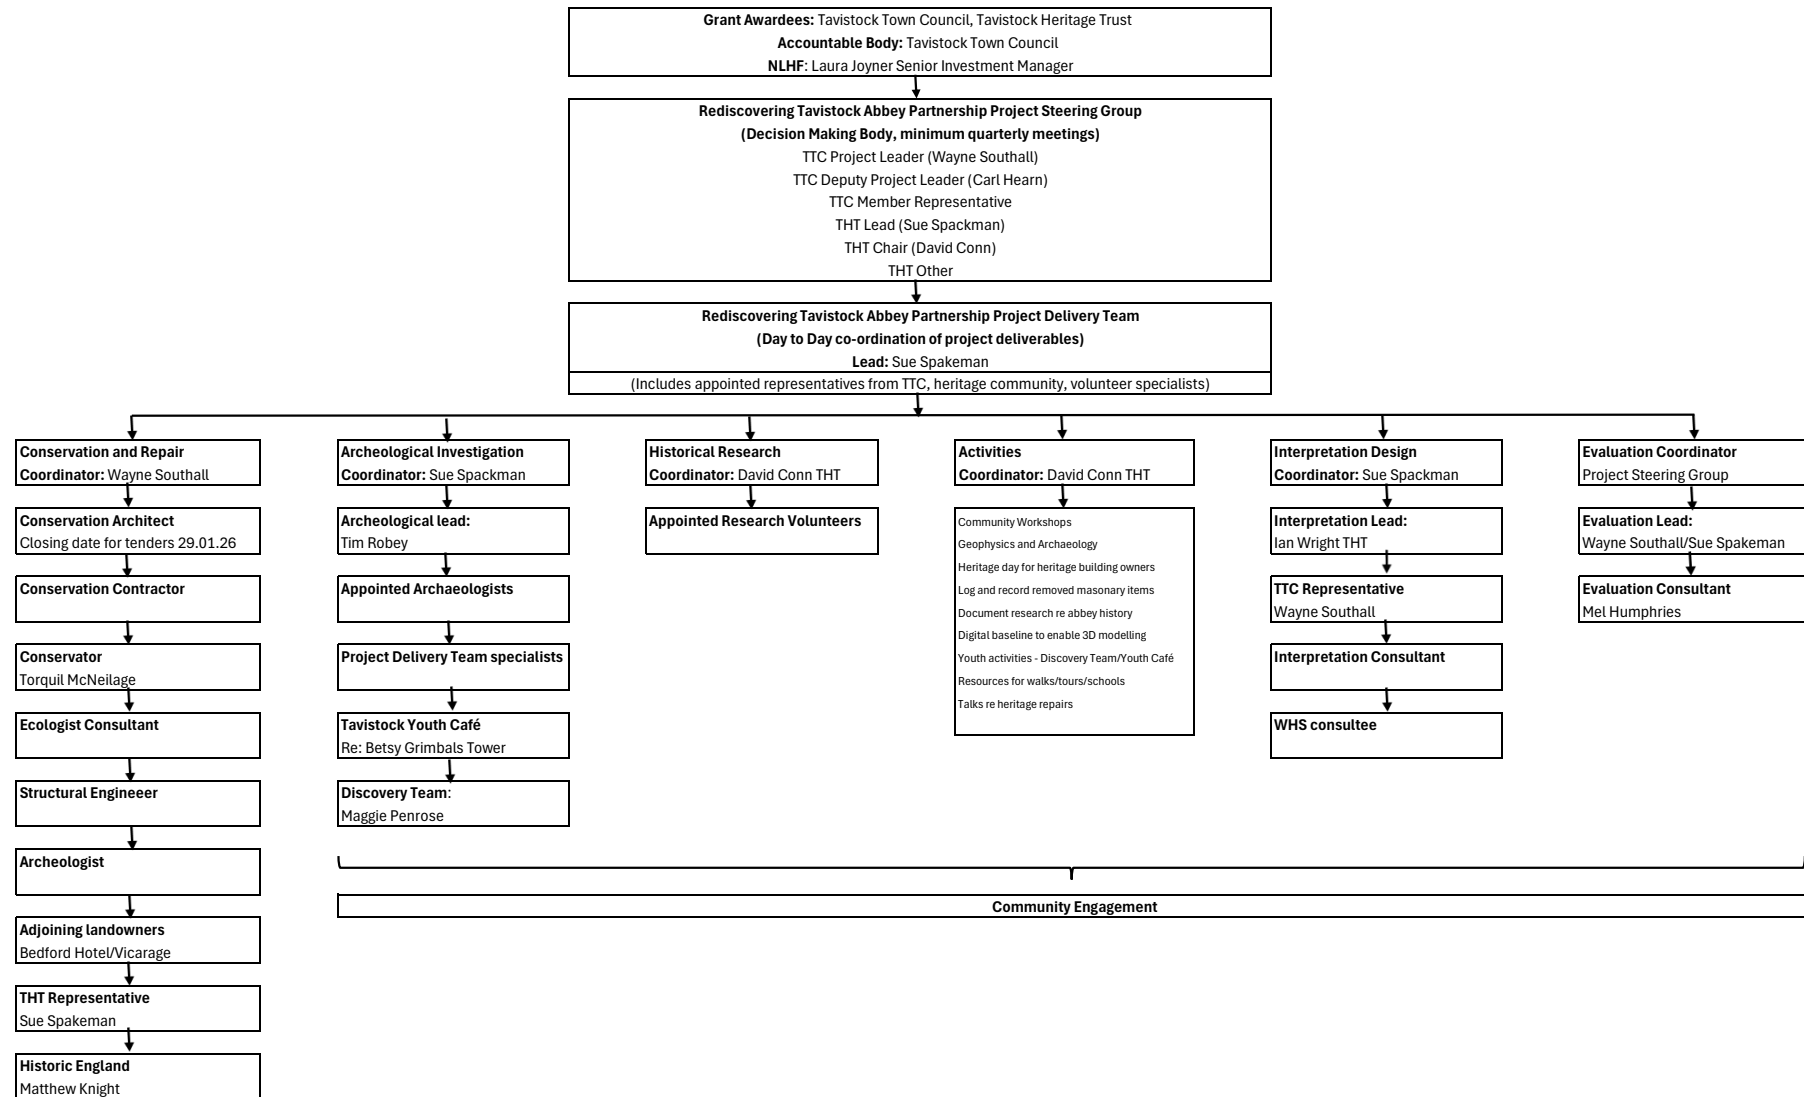 Grant Awardees: Tavistock Town Council, Tavistock Heritage Trust
Accountable Body: Tavistock Town Council
NLHF: Laura Joyner Senior Investment Manager
Rediscovering Tavistock Abbey Partnership Project Steering Group
(Decision Making Body, minimum quarterly meetings)
TTC Project Leader (Wayne Southall)
TTC Deputy Project Leader (Carl Hearn)
TTC Member Representative
THT Lead (Sue Spackman)
THT Chair (David Conn)
THT Other
Rediscovering Tavistock Abbey Partnership Project Delivery Team
(Day to Day co-ordination of project deliverables)
Lead: Sue Spakeman
(Includes appointed representatives from TTC, heritage community, volunteer specialists)
Conservation and Repair
Coordinator: Wayne Southall
Conservation Architect
Closing date for tenders 29.01.26
Conservation Contractor
Conservator
Torquil McNeilage
Ecologist Consultant
Structural Engineeer
Archeologist
Adjoining landowners
Bedford Hotel/Vicarage
THT Representative
Sue Spakeman
Historic England
Matthew Knight
Archeological Investigation
Coordinator: Sue Spackman
Archeological lead:
Tim Robey
Appointed Archaeologists
Project Delivery Team specialists
Tavistock Youth Café
Re: Betsy Grimbals Tower
Discovery Team:
Maggie Penrose
Historical Research
Coordinator: David Conn THT
Appointed Research Volunteers
Activities
Coordinator: David Conn THT
Community Workshops
Geophysics and Archaeology
Heritage day for heritage building owners
Log and record removed masonary items
Document research re abbey history
Digital baseline to enable 3D modelling
Youth activities - Discovery Team/Youth Café
Resources for walks/tours/schools
Talks re heritage repairs
Interpretation Design
Coordinator: Sue Spackman
Interpretation Lead:
Ian Wright THT
TTC Representative
Wayne Southall
Interpretation Consultant
WHS consultee
Evaluation Coordinator
Project Steering Group
Evaluation Lead:
Wayne Southall/Sue Spakeman
Evaluation Consultant
Mel Humphries
Community Engagement